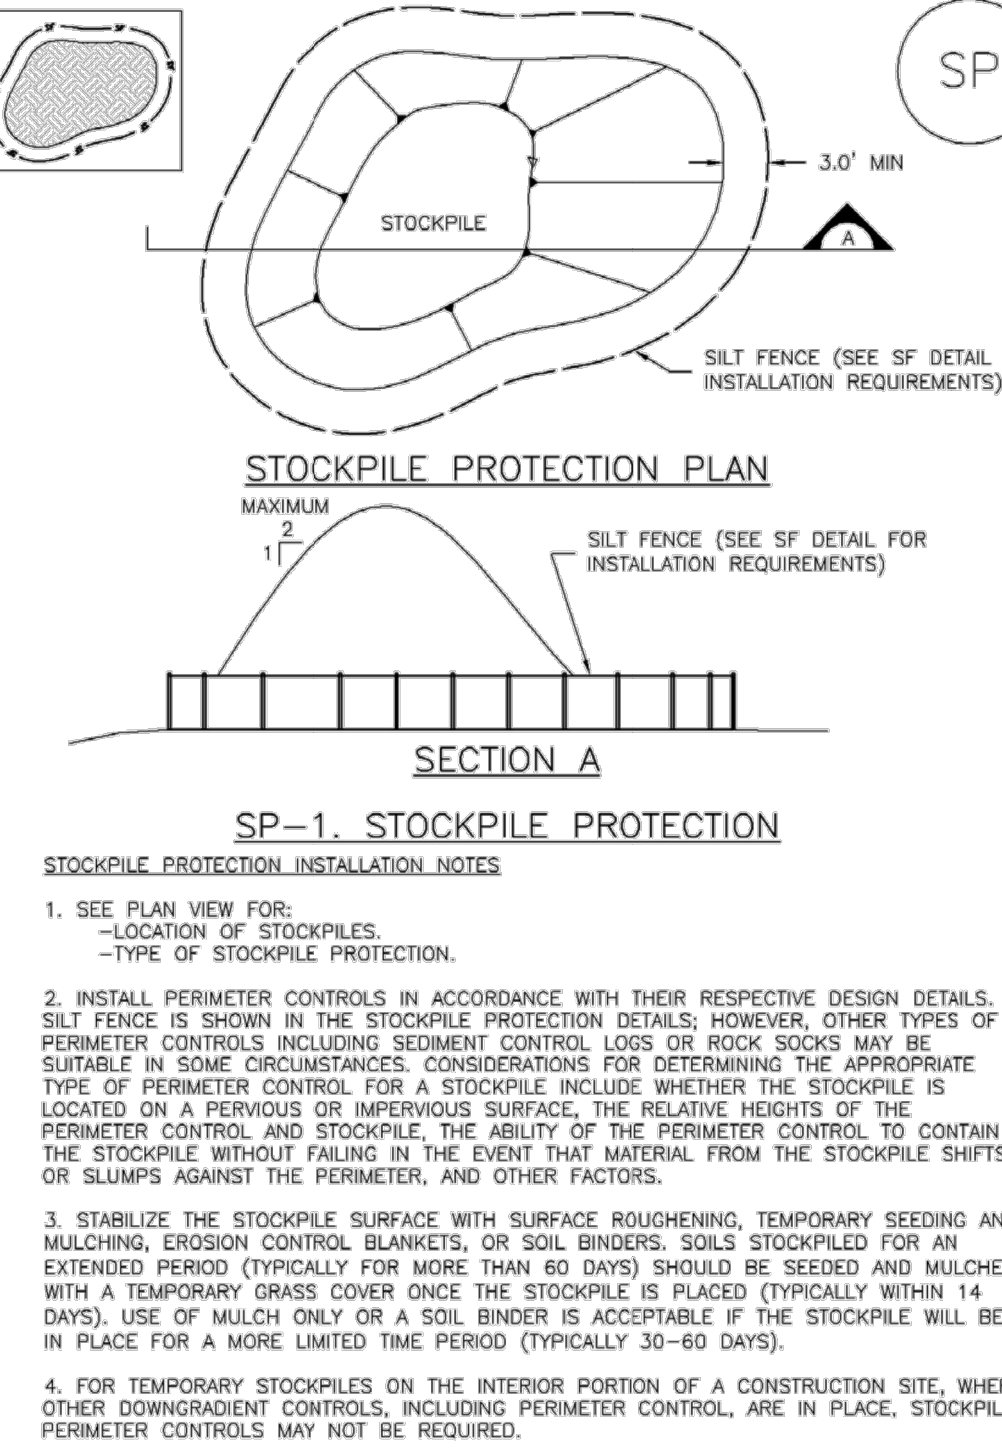 SP
3.0' MIN
STOCKPILE
A
SILT FENCE (SEE SF DETAIL
INSTALLATION REQUIREMENTS)
STOCKPILE PROTECTION PLAN
MAXIMUM
2
1
SILT FENCE (SEE SF DETAIL FOR
INSTALLATION REQUIREMENTS)
SECTION A
SP-1. STOCKPILE PROTECTION
STOCKPILE PROTECTION INSTALLATION NOTES
1. SEE PLAN VIEW FOR:
-LOCATION OF STOCKPILES.
-TYPE OF STOCKPILE PROTECTION.
2. INSTALL PERIMETER CONTROLS IN ACCORDANCE WITH THEIR RESPECTIVE DESIGN DETAILS.
SILT FENCE IS SHOWN IN THE STOCKPILE PROTECTION DETAILS; HOWEVER, OTHER TYPES OF
PERIMETER CONTROLS INCLUDING SEDIMENT CONTROL LOGS OR ROCK SOCKS MAY BE
SUITABLE IN SOME CIRCUMSTANCES. CONSIDERATIONS FOR DETERMINING THE APPROPRIATE
TYPE OF PERIMETER CONTROL FOR A STOCKPILE INCLUDE WHETHER THE STOCKPILE IS
LOCATED ON A PERVIOUS OR IMPERVIOUS SURFACE, THE RELATIVE HEIGHTS OF THE
PERIMETER CONTROL AND STOCKPILE, THE ABILITY OF THE PERIMETER CONTROL TO CONTAIN
THE STOCKPILE WITHOUT FAILING IN THE EVENT THAT MATERIAL FROM THE STOCKPILE SHIFTS
OR SLUMPS AGAINST THE PERIMETER, AND OTHER FACTORS.
3. STABILIZE THE STOCKPILE SURFACE WITH SURFACE ROUGHENING, TEMPORARY SEEDING AN
MULCHING, EROSION CONTROL BLANKETS, OR SOIL BINDERS. SOILS STOCKPILED FOR AN
EXTENDED PERIOD (TYPICALLY FOR MORE THAN 60 DAYS) SHOULD BE SEEDED AND MULCHE
WITH A TEMPORARY GRASS COVER ONCE THE STOCKPILE IS PLACED (TYPICALLY WITHIN 14
DAYS). USE OF MULCH ONLY OR A SOIL BINDER IS ACCEPTABLE IF THE STOCKPILE WILL BE
IN PLACE FOR A MORE LIMITED TIME PERIOD (TYPICALLY 30-60 DAYS).
4. FOR TEMPORARY STOCKPILES ON THE INTERIOR PORTION OF A CONSTRUCTION SITE, WHE
OTHER DOWNGRADIENT CONTROLS, INCLUDING PERIMETER CONTROL, ARE IN PLACE, STOCKPIL
PERIMETER CONTROLS MAY NOT BE REQUIRED.